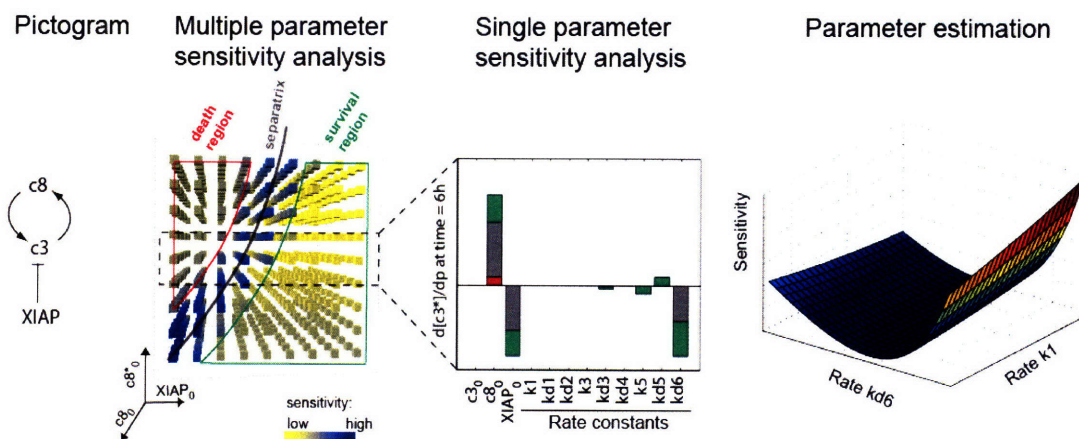 Pictogram
Multiple parameter
sensitivity analysis
Single parameter
sensitivity analysis
Parameter estimation
death
region
separatrix
survival
region
c8
c3
XIAP
c8*0
XIAP0
c80
sensitivity:
low high
d[c3*]/dp at time = 6h
c30
c80
XIAP0
k1
kd1
kd2
k3
kd3
kd4
k5
kd5
kd6
Rate constants
Sensitivity
Rate kd6
Rate k1